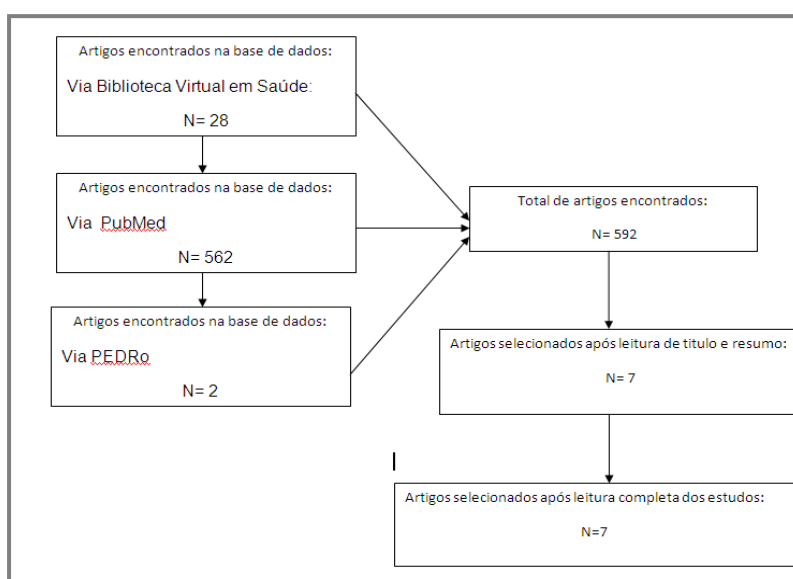 Artigos encontrados na base de dados:
Via Biblioteca Virtual em Saúde:
N= 28
Artigos encontrados na base de dados:
Via PubMed
N= 562
Artigos encontrados na base de dados:
Via PEDRo
N= 2
Total de artigos encontrados:
N= 592
Artigos selecionados após leitura de titulo e resumo:
N= 7
Artigos selecionados após leitura completa dos estudos:
N=7